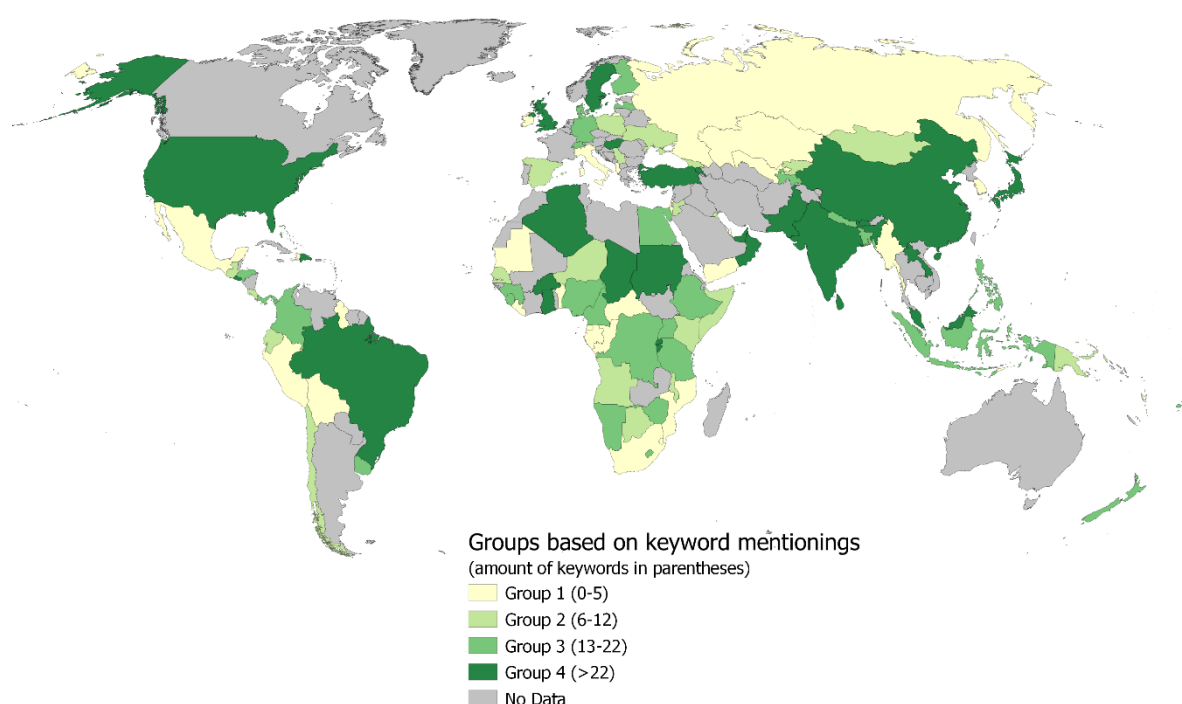 Groups based on keyword mentionings
(amount of keywords in parentheses)
Group 1 (0-5)
Group 2 (6-12)
Group 3 (13-22)
Group 4 (>22)
No Data